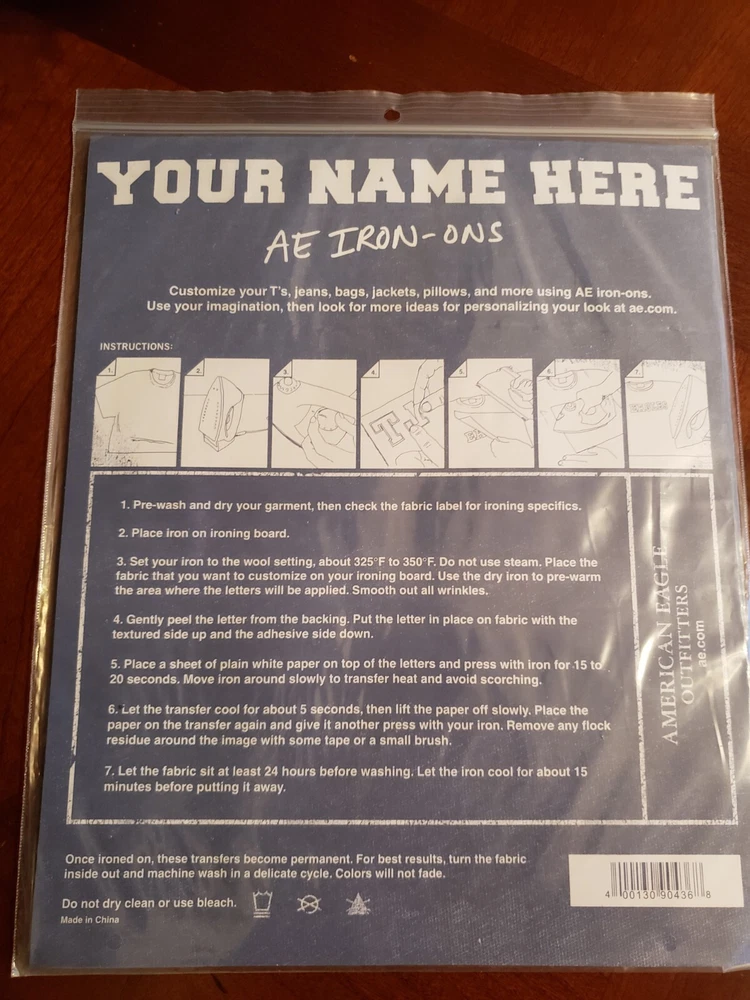 YOUR NAME HERE
AE IRON-ONS
Customize your T's, jeans, bags, jackets, pillows, and more using AE iron-ons.
Use your imagination, then look for more ideas for personalizing your look at ae.com.
INSTRUCTIONS:
1. 2. 3. 4. 5. 6. 7.
1. Pre-wash and dry your garment, then check the fabric label for ironing specifics.
2. Place iron on ironing board.
3. Set your iron to the wool setting, about 325°F to 350°F. Do not use steam. Place the
fabric that you want to customize on your ironing board. Use the dry iron to pre-warm
the area where the letters will be applied. Smooth out all wrinkles.
4. Gently peel the letter from the backing. Put the letter in place on fabric with the
textured side up and the adhesive side down.
5. Place a sheet of plain white paper on top of the letters and press with iron for 15 to
20 seconds. Move iron around slowly to transfer heat and avoid scorching.
6. Let the transfer cool for about 5 seconds, then lift the paper off slowly. Place the
paper on the transfer again and give it another press with your iron. Remove any flock
residue around the image with some tape or a small brush.
7. Let the fabric sit at least 24 hours before washing. Let the iron cool for about 15
minutes before putting it away.
AMERICAN EAGLE
OUTFITTERS
ae.com
Once ironed on, these transfers become permanent. For best results, turn the fabric
inside out and machine wash in a delicate cycle. Colors will not fade.
Do not dry clean or use bleach.
Made in China
4 00130 90436 8